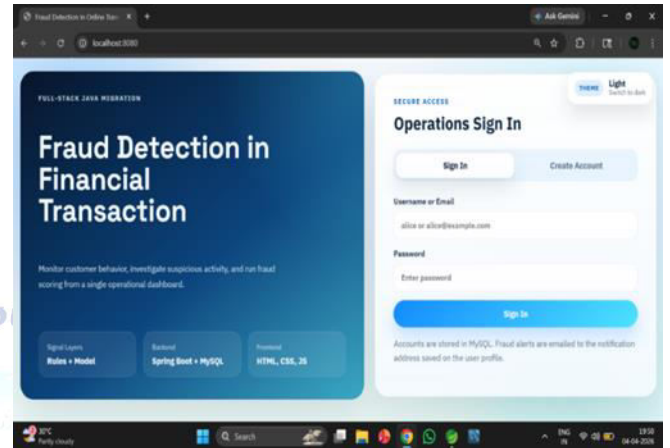 Fraud Detection in Online Tran
Ask Gemini
localhost:8080
FULL-STACK JAVA MIGRATION
Fraud Detection in
Financial
Transaction
Monitor customer behavior, investigate suspicious activity, and run fraud
scoring from a single operational dashboard.
Signal Layers
Rules + Model
Backend
Spring Boot + MySQL
Frontend
HTML, CSS, JS
THEME
Light
Switch to dark
SECURE ACCESS
Operations Sign In
Sign In
Create Account
Username or Email
alice or alice@example.com
Password
Enter password
Sign In
Accounts are stored in MySQL. Fraud alerts are emailed to the notification
address saved on the user profile.
30°C
Partly cloudy
Search
ENG
IN
19:50
04-04-2026